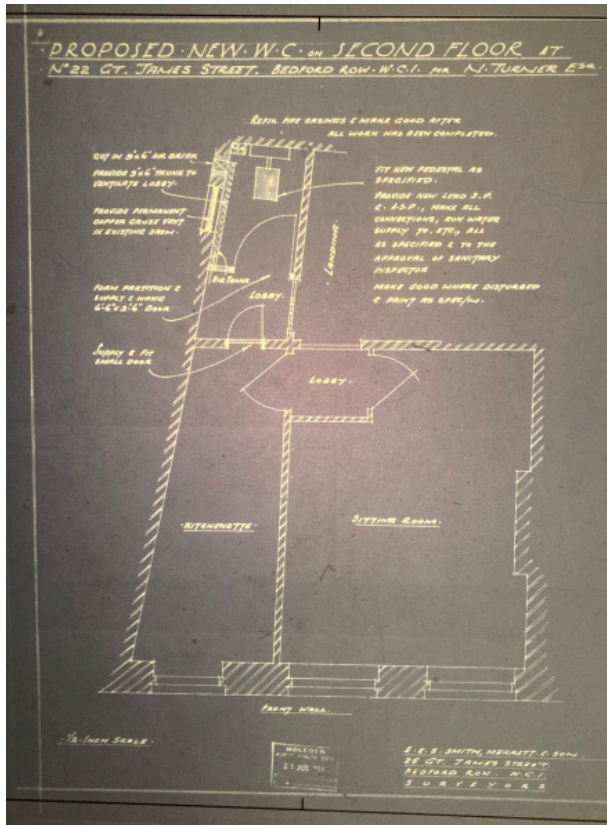 PROPOSED·NEW·W.C. ON SECOND FLOOR AT
Nº 22 GT. JAMES STREET. BEDFORD ROW·W·C·1. FOR N. TURNER ESQ.
REFIX PIPE CASINGS & MAKE GOOD AFTER
ALL WORK HAS BEEN COMPLETED.
CUT IN 9"x6" AIR BRICK
PROVIDE 9"x6" TRUNK TO
VENTILATE LOBBY.
PROVIDE PERMANENT
COPPER GAUZE VENT
IN EXISTING
FORM PARTITION &
SUPPLY & HANG
6'·6"x2'·6" DOOR
SUPPLY & FIT
SMALL DOOR
FIT NEW PEDESTAL AS
SPECIFIED.
PROVIDE NEW LEAD S.P.
& A.S.P., MAKE ALL
CONNECTIONS, RUN WATER
SUPPLY TO, ETC., ALL
AS SPECIFIED & TO THE
APPROVAL OF SANITARY
INSPECTOR
MAKE GOOD WHERE DISTURBED
& PRINT AS
LANDING
AIR TRUNK
LOBBY.
LOBBY.
·KITCHENETTE·
SITTING ROOM·
FRONT WALL.
·½·INCH SCALE·
HOLBORN
PUBLIC HEALTH DEPT
E.E.B. SMITH, MERRETT & SON.
25 GT. JAMES STREET.
BEDFORD ROW. W.C.1.
SURVEYORS